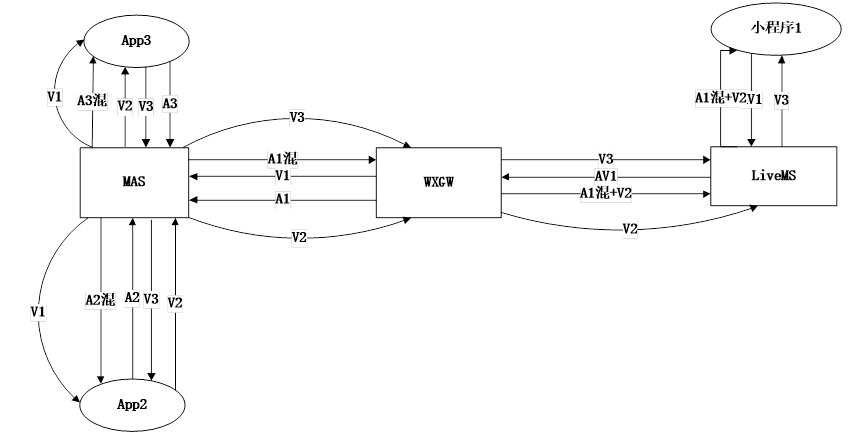 App3
小程序1
V1
A3混
V2
V3
A3
A1混+V2
V1
V3
V3
A1混
V1
A1
V2
MAS
WXGW
LiveMS
V3
AV1
A1混+V2
V2
V1
A2混
A2
V3
V2
App2